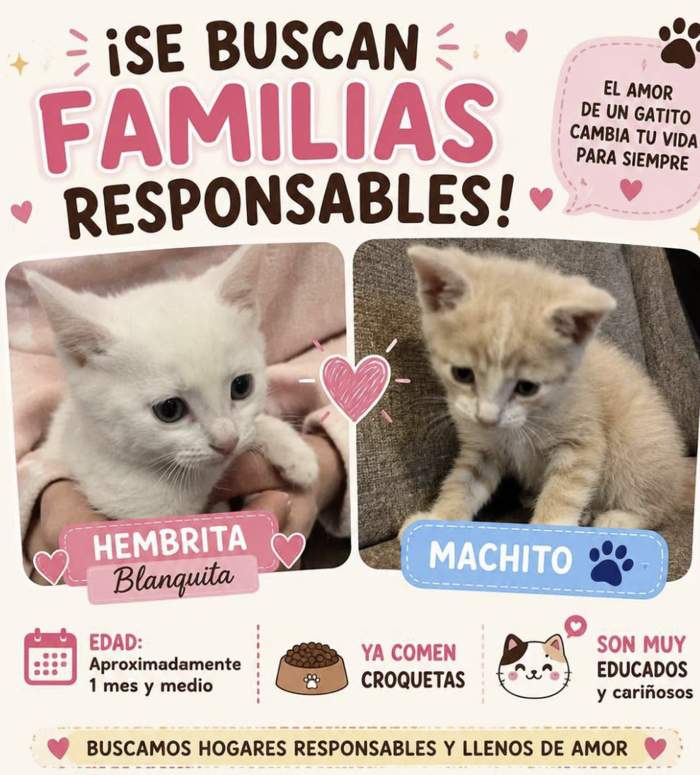 ¡SE BUSCAN
FAMILIAS
RESPONSABLES!
EL AMOR
DE UN GATITO
CAMBIA TU VIDA
PARA SIEMPRE
HEMBRITA
Blanquita
MACHITO
EDAD:
Aproximadamente
1 mes y medio
YA COMEN
CROQUETAS
SON MUY
EDUCADOS
y cariñosos
BUSCAMOS HOGARES RESPONSABLES Y LLENOS DE AMOR